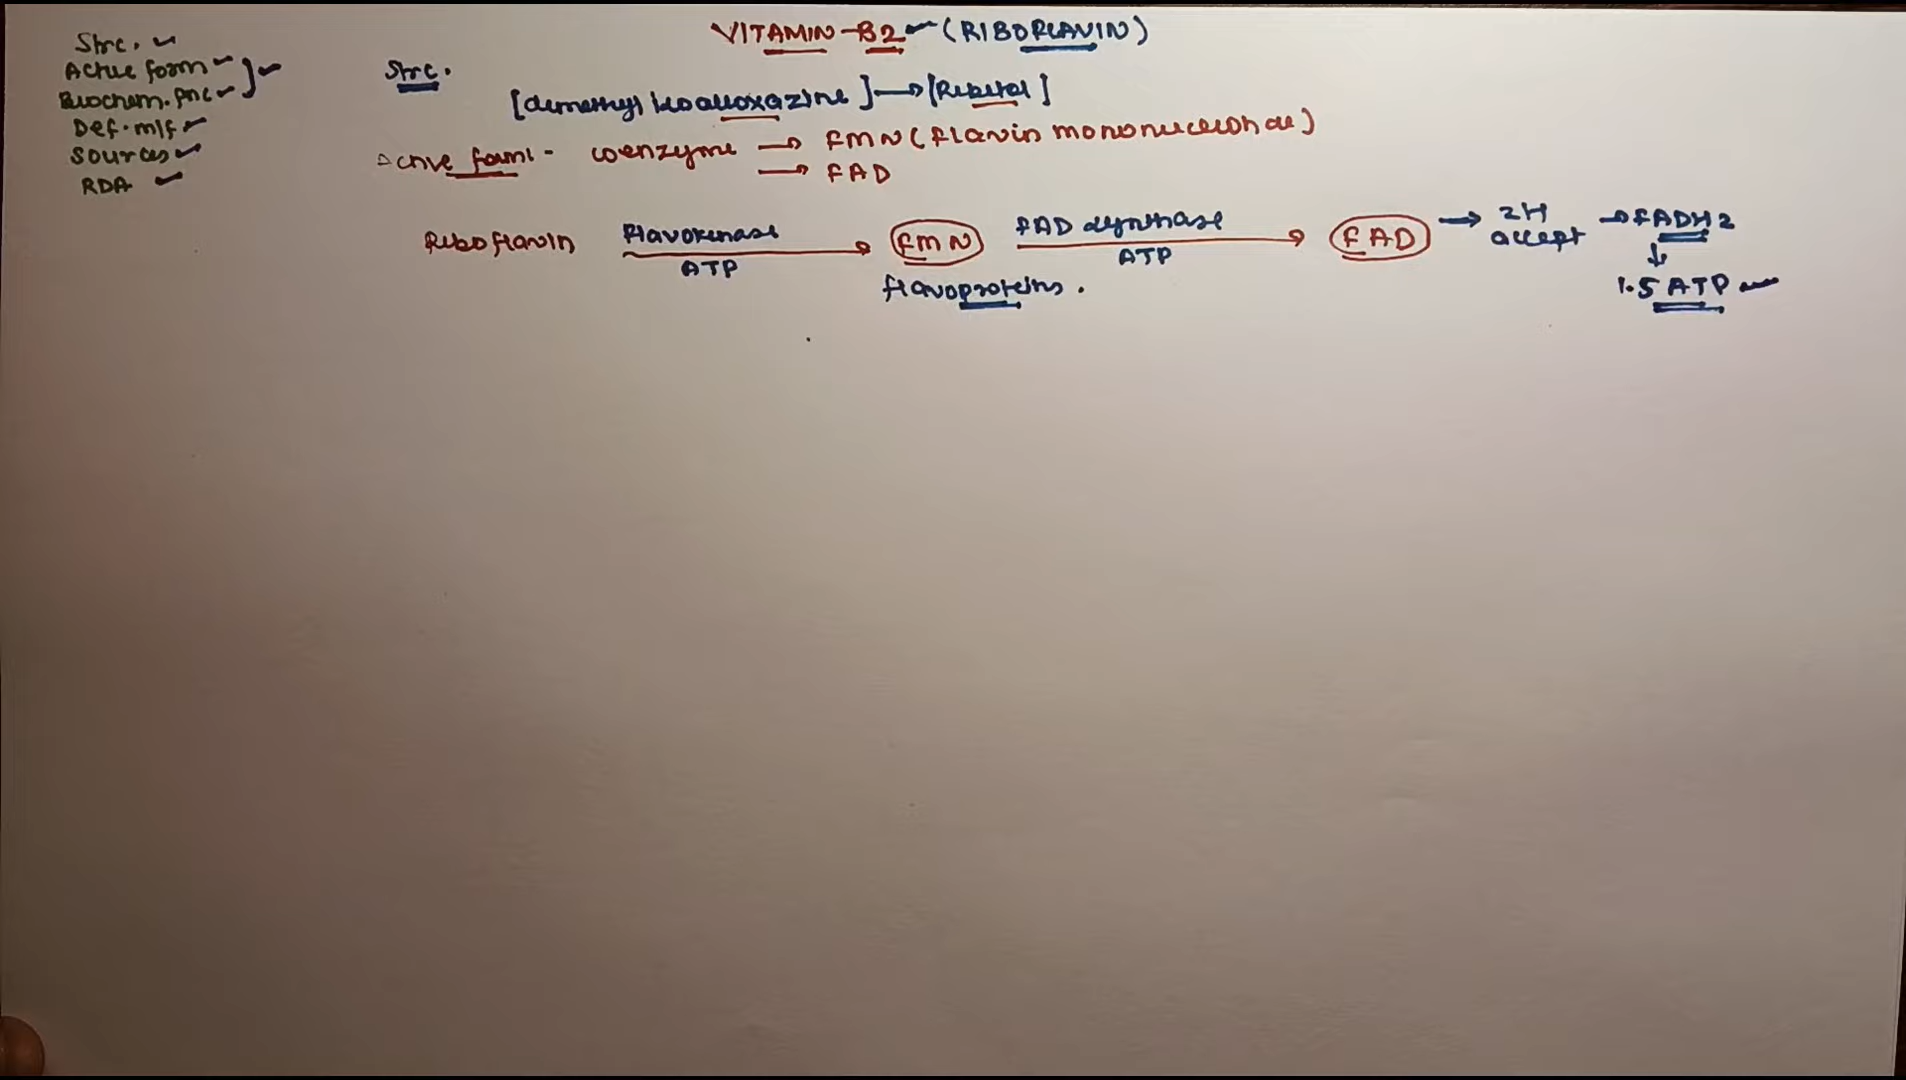 VITAMIN-B2 (RIBOFLAVIN)
Strc.
Active form
Biochem. fnc
Def. mif
Sources
RDA
Strc.
[dimethyl isoalloxazine] → [Ribitol]
Active form:- coenzyme → FMN (Flavin mononucleotide)
→ FAD
Riboflavin Flavokinase ATP → FMN FAD synthase ATP → FAD → 2H accept → FADH2
flavoproteins.
↓
1.5 ATP